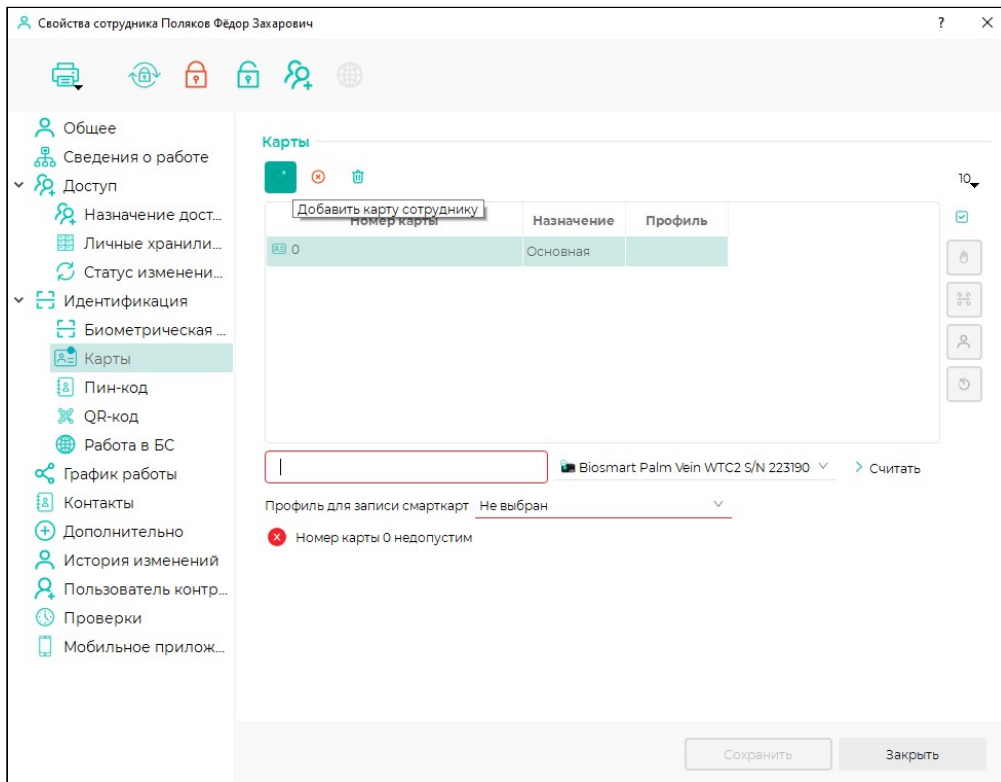 Свойства сотрудника Поляков Фёдор Захарович
?
Общее
Сведения о работе
Доступ
Назначение дост...
Личные хранили...
Статус изменени...
Идентификация
Биометрическая ...
Карты
Пин-код
QR-код
Работа в БС
График работы
Контакты
Дополнительно
История изменений
Пользователь контр...
Проверки
Мобильное прилож...
Карты
10
Добавить карту сотруднику
Номер карты Назначение Профиль
0 Основная
Biosmart Palm Vein WTC2 S/N 223190 Считать
Профиль для записи смарткарт Не выбран
Номер карты 0 недопустим
Сохранить Закрыть